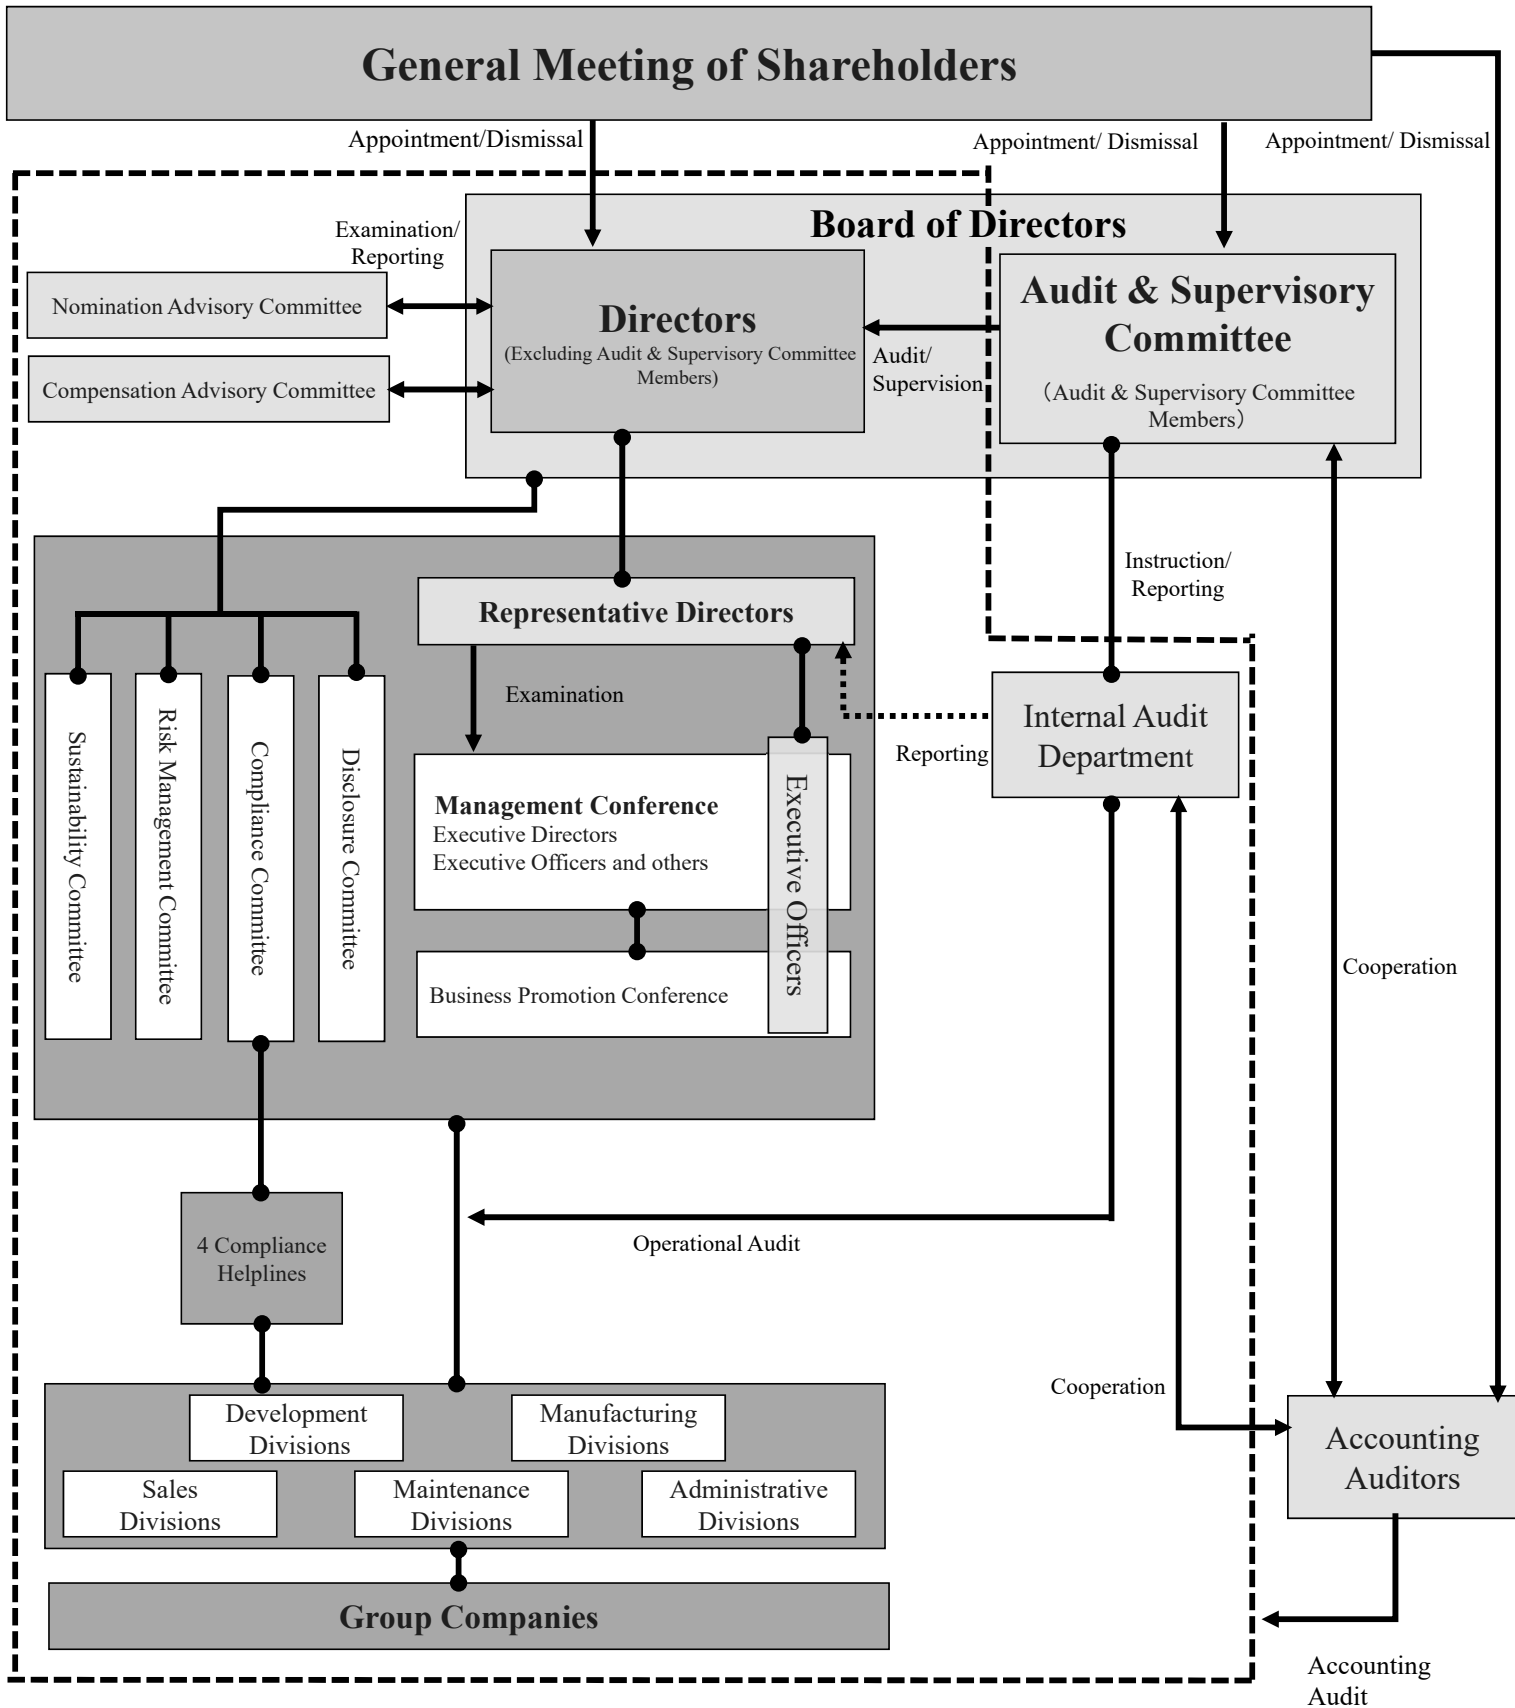 General Meeting of Shareholders
Appointment/Dismissal
Appointment/ Dismissal
Appointment/ Dismissal
Board of Directors
Examination/
Reporting
Nomination Advisory Committee
Compensation Advisory Committee
Directors
(Excluding Audit & Supervisory Committee
Members)
Audit/
Supervision
Audit & Supervisory
Committee
（Audit & Supervisory Committee
Members）
Instruction/
Reporting
Representative Directors
Examination
Reporting
Internal Audit
Department
Sustainability Committee
Risk Management Committee
Compliance Committee
Disclosure Committee
Management Conference
Executive Directors
Executive Officers and others
Executive Officers
Business Promotion Conference
Cooperation
4 Compliance
Helplines
Operational Audit
Cooperation
Development
Divisions
Manufacturing
Divisions
Sales
Divisions
Maintenance
Divisions
Administrative
Divisions
Accounting
Auditors
Group Companies
Accounting
Audit